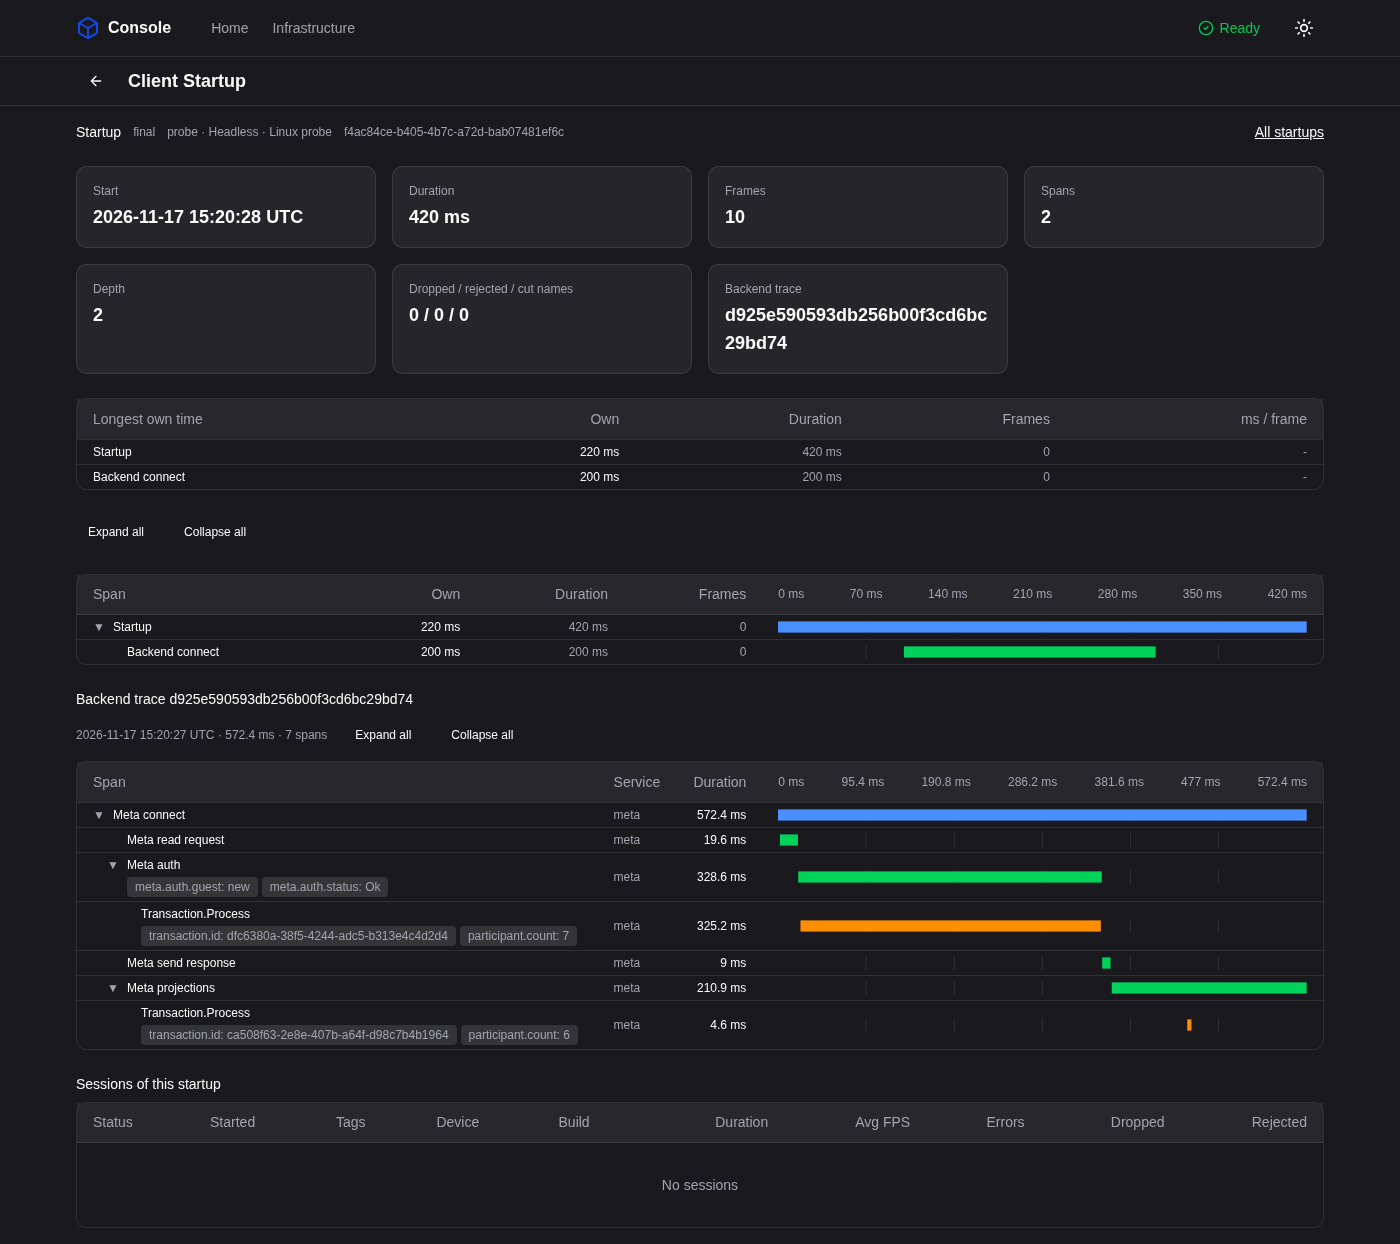 Console
Home
Infrastructure
Ready
Client Startup
Startup final probe · Headless · Linux probe f4ac84ce-b405-4b7c-a72d-bab07481ef6c
All startups
Start
2026-11-17 15:20:28 UTC
Duration
420 ms
Frames
10
Spans
2
Depth
2
Dropped / rejected / cut names
0 / 0 / 0
Backend trace
d925e590593db256b00f3cd6bc
29bd74
Longest own time Own Duration Frames ms / frame
Startup 220 ms 420 ms 0 -
Backend connect 200 ms 200 ms 0 -
Expand all Collapse all
Span Own Duration Frames 0 ms 70 ms 140 ms 210 ms 280 ms 350 ms 420 ms
▼ Startup 220 ms 420 ms 0
Backend connect 200 ms 200 ms 0
Backend trace d925e590593db256b00f3cd6bc29bd74
2026-11-17 15:20:27 UTC · 572.4 ms · 7 spans Expand all Collapse all
Span Service Duration 0 ms 95.4 ms 190.8 ms 286.2 ms 381.6 ms 477 ms 572.4 ms
▼ Meta connect meta 572.4 ms
Meta read request meta 19.6 ms
▼ Meta auth
meta.auth.guest: new meta.auth.status: Ok
meta 328.6 ms
Transaction.Process
transaction.id: dfc6380a-38f5-4244-adc5-b313e4c4d2d4 participant.count: 7
meta 325.2 ms
Meta send response meta 9 ms
▼ Meta projections meta 210.9 ms
Transaction.Process
transaction.id: ca508f63-2e8e-407b-a64f-d98c7b4b1964 participant.count: 6
meta 4.6 ms
Sessions of this startup
Status Started Tags Device Build Duration Avg FPS Errors Dropped Rejected
No sessions